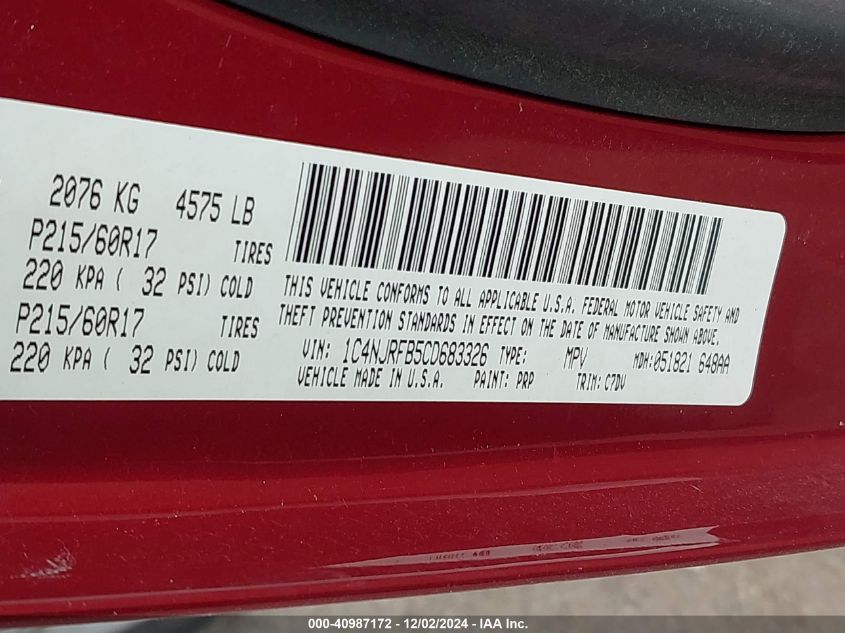 2076 KG 4575 LB
P215/60R17 TIRES
220 KPA ( 32 PSI) COLD
P215/60R17 TIRES
220 KPA ( 32 PSI) COLD
THIS VEHICLE CONFORMS TO ALL APPLICABLE U.S.A. FEDERAL MOTOR VEHICLE SAFETY AND
THEFT PREVENTION STANDARDS IN EFFECT ON THE DATE OF MANUFACTURE SHOWN ABOVE.
VIN: 1C4NJRFB5CD683326 TYPE: MPV MDH:051821 648AA
VEHICLE MADE IN U.S.A. PAINT: PRP TRIM: C7DV
000-40987172 - 12/02/2024 - IAA Inc.